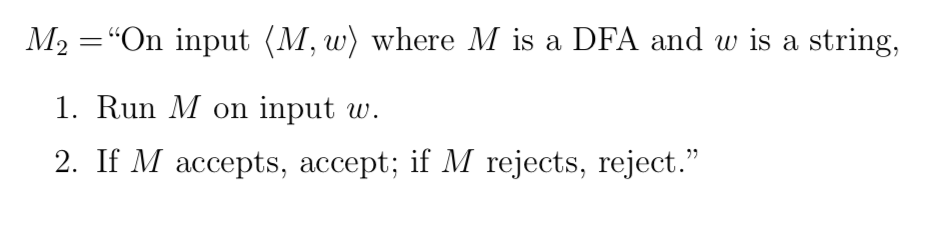 M₂ =“On input ⟨M, w⟩ where M is a DFA and w is a string,
1. Run M on input w.
2. If M accepts, accept; if M rejects, reject.”